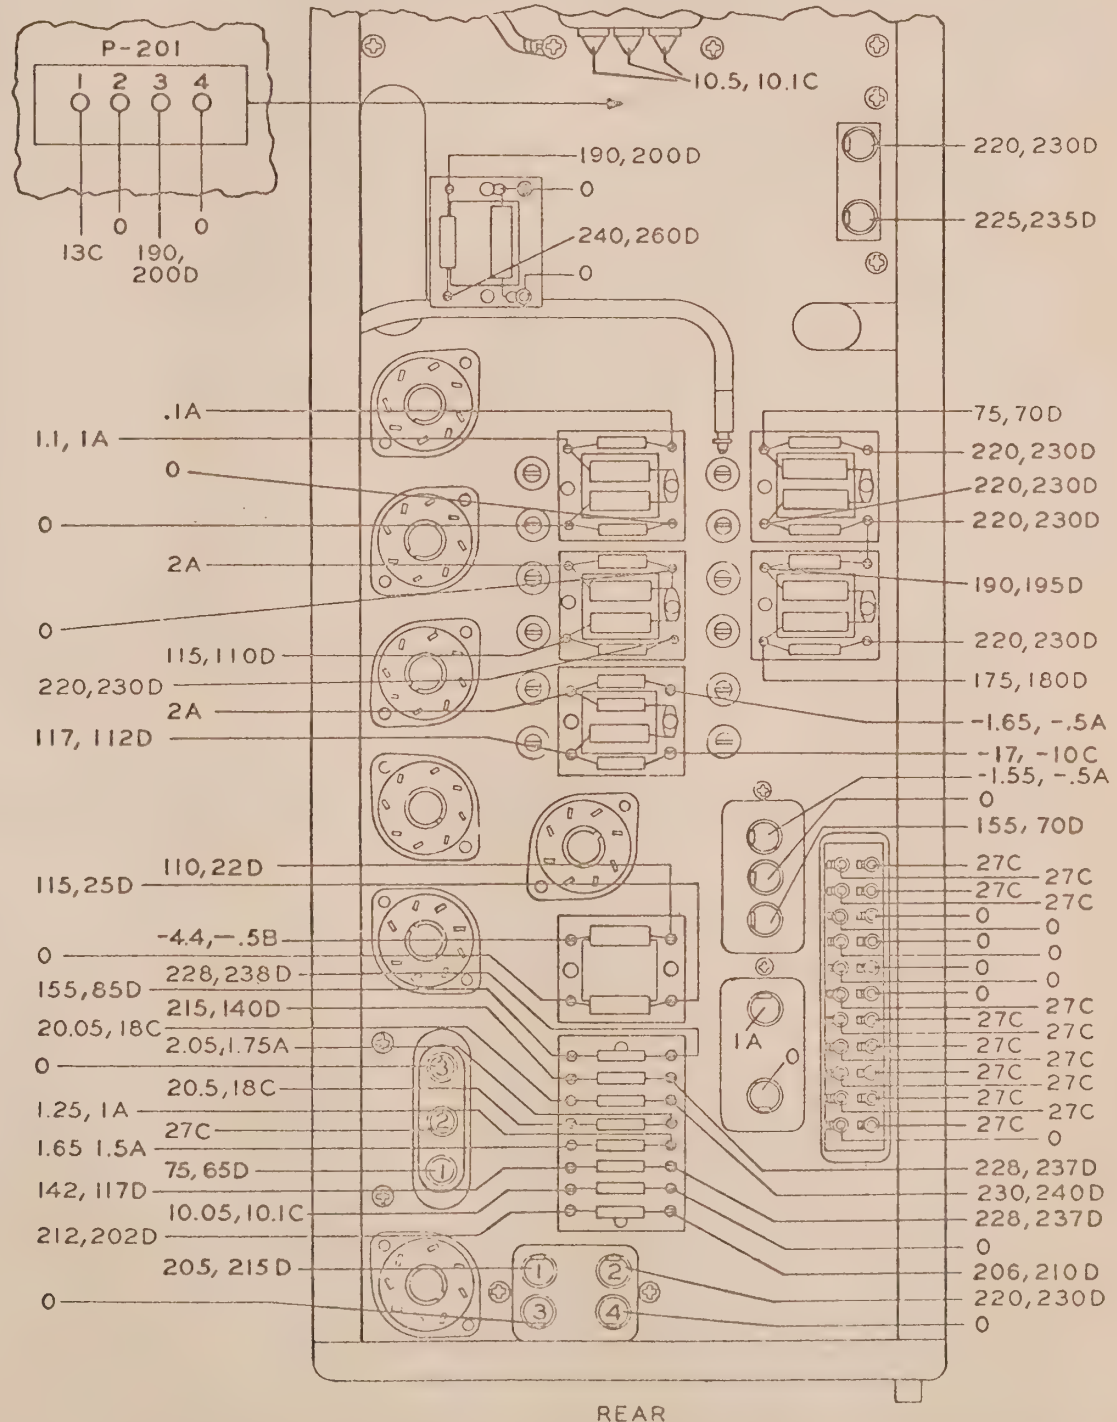 P-201
1 2 3 4
13C
0
190,
200D
0
10.5, 10.1C
190, 200D
0
240, 260D
0
220, 230D
225, 235D
.1A
1.1, 1A
0
0
2A
0
115, 110D
220, 230D
2A
117, 112D
75, 70D
220, 230D
220, 230D
220, 230D
190, 195D
220, 230D
175, 180D
-1.65, -.5A
-17, -10C
-1.55, -.5A
0
155, 70D
110, 22D
115, 25D
-4.4, -.5B
0
228, 238D
155, 85D
215, 140D
20.05, 18C
2.05, 1.75A
0
20.5, 18C
1.25, 1A
27C
1.65 1.5A
75, 65D
142, 117D
10.05, 10.1C
212, 202D
205, 215D
0
3
2
1
1A
0
27C
27C
27C
27C
0
0
0
0
0
0
0
27C
27C
27C
27C
27C
27C
27C
27C
27C
0
228, 237D
230, 240D
228, 237D
0
206, 210D
220, 230D
0
1 2
3 4
REAR